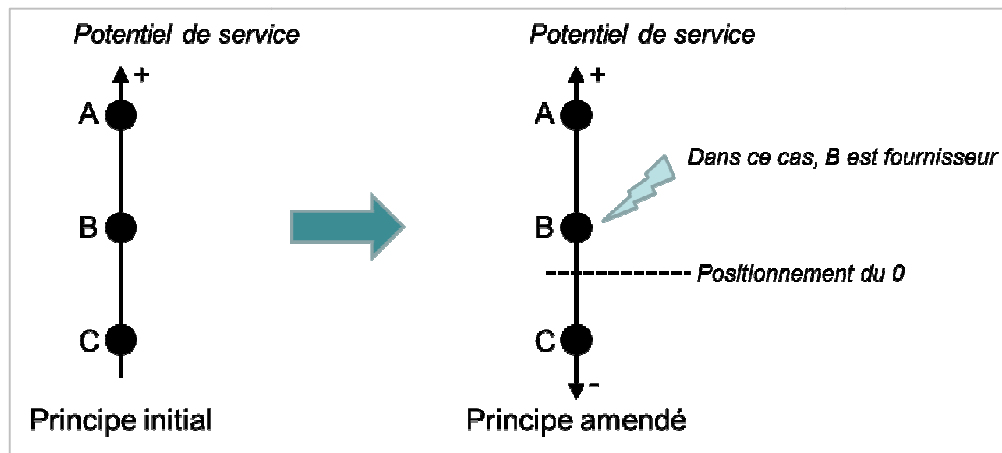 Potentiel de service
+
A
B
C
Principe initial
Potentiel de service
+
A
Dans ce cas, B est fournisseur
B
Positionnement du 0
C
-
Principe amendé